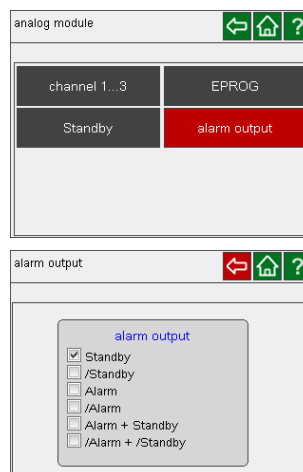 analog module
?
channel 1...3
EPROG
Standby
alarm output
alarm output
?
alarm output
Standby
/Standby
Alarm
/Alarm
Alarm + Standby
/Alarm + /Standby